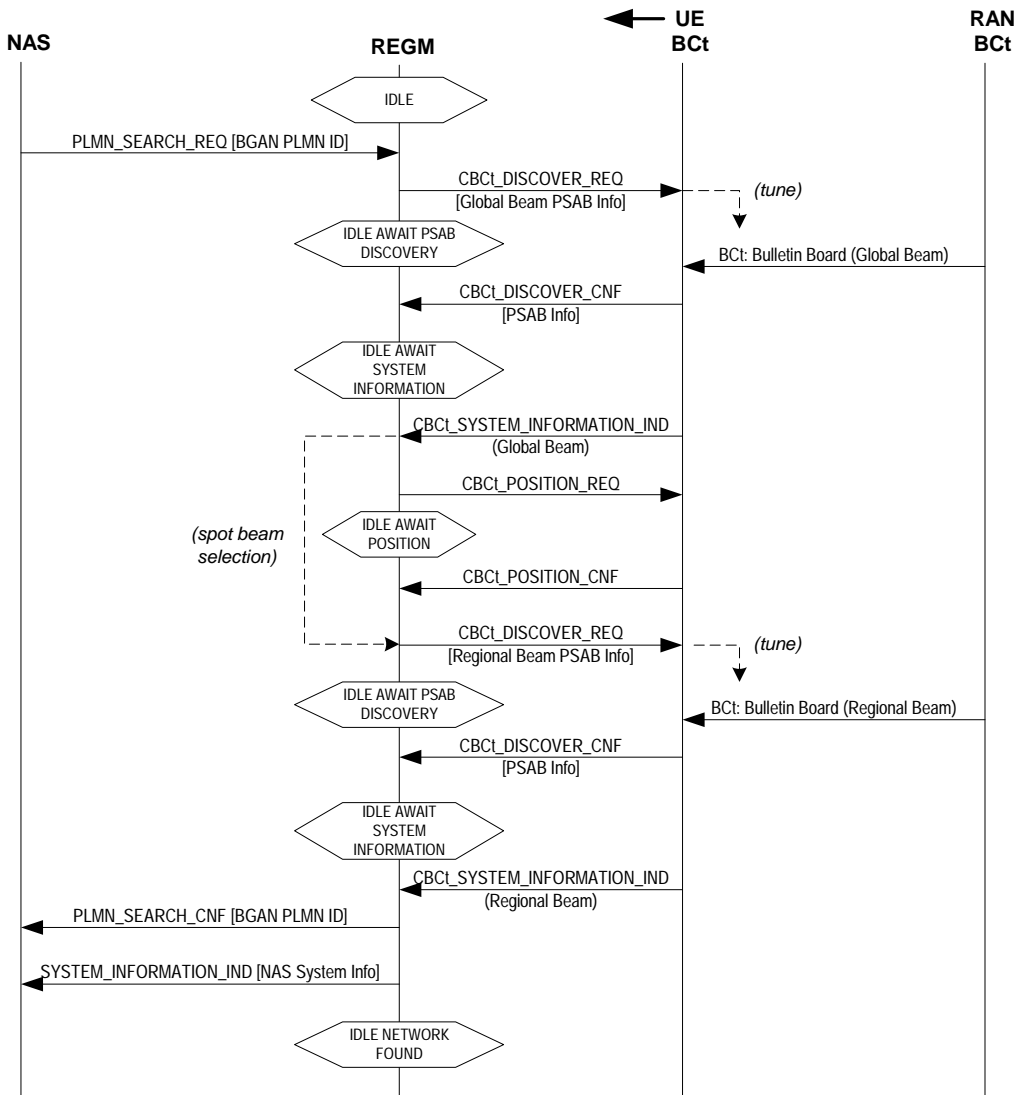 NAS
REGM
UE
BCt
RAN
BCt
IDLE
PLMN_SEARCH_REQ [BGAN PLMN ID]
CBCt_DISCOVER_REQ
[Global Beam PSAB Info]
(tune)
IDLE AWAIT PSAB
DISCOVERY
BCt: Bulletin Board (Global Beam)
CBCt_DISCOVER_CNF
[PSAB Info]
IDLE AWAIT
SYSTEM
INFORMATION
CBCt_SYSTEM_INFORMATION_IND
(Global Beam)
CBCt_POSITION_REQ
(spot beam
selection)
IDLE AWAIT
POSITION
CBCt_POSITION_CNF
CBCt_DISCOVER_REQ
[Regional Beam PSAB Info]
(tune)
IDLE AWAIT PSAB
DISCOVERY
BCt: Bulletin Board (Regional Beam)
CBCt_DISCOVER_CNF
[PSAB Info]
IDLE AWAIT
SYSTEM
INFORMATION
CBCt_SYSTEM_INFORMATION_IND
(Regional Beam)
PLMN_SEARCH_CNF [BGAN PLMN ID]
SYSTEM_INFORMATION_IND [NAS System Info]
IDLE NETWORK
FOUND